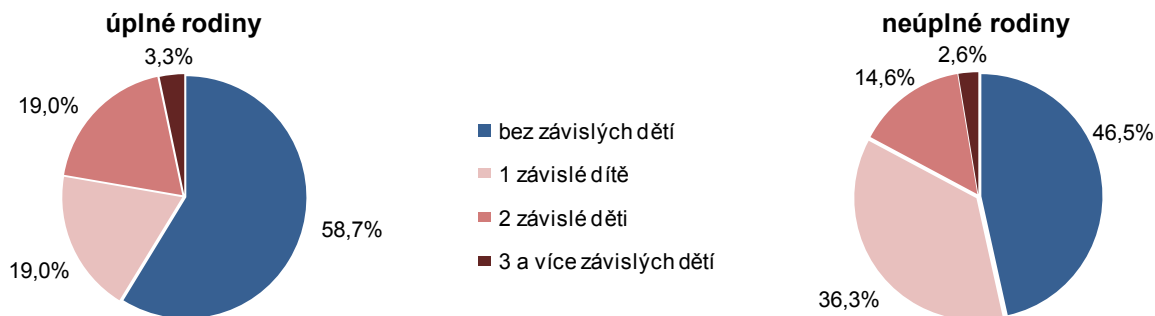 úplné rodiny
3,3%
19,0%
58,7%
19,0%
bez závislých dětí
1 závislé dítě
2 závislé děti
3 a více závislých dětí
neúplné rodiny
2,6%
14,6%
46,5%
36,3%